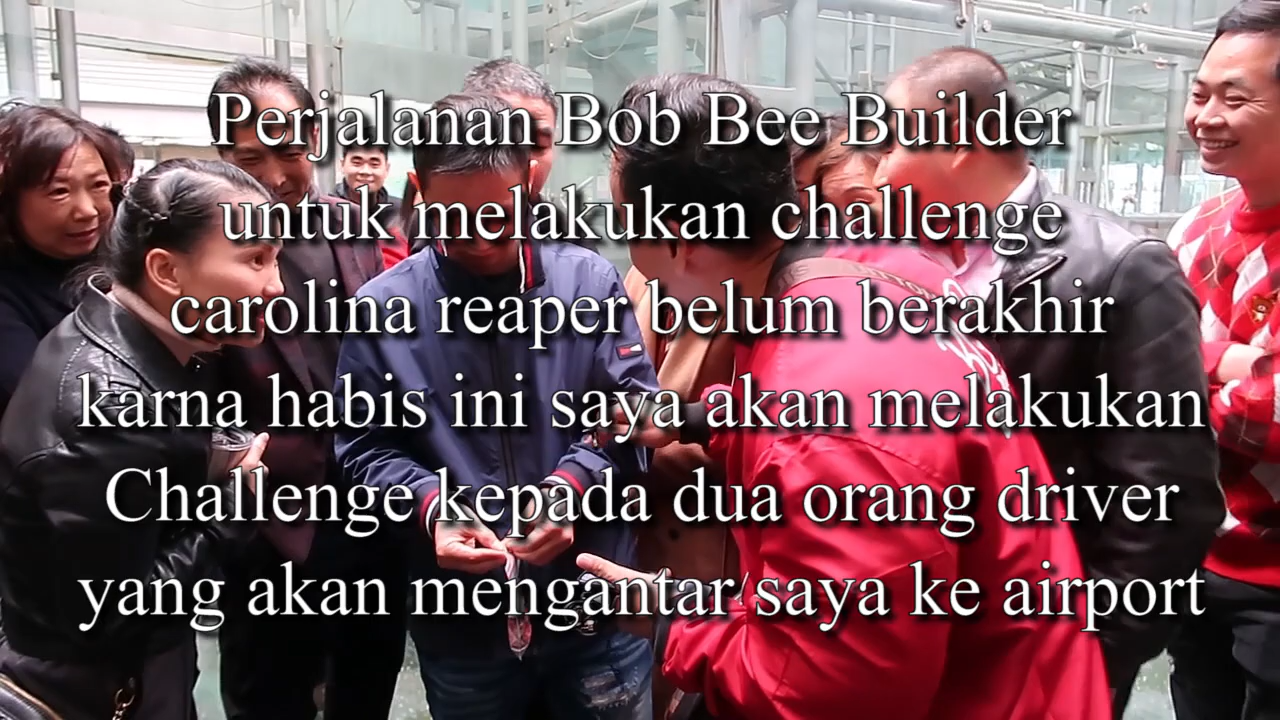 Perjalanan Bob Bee Builder
untuk melakukan challenge
carolina reaper belum berakhir
karna habis ini saya akan melakukan
Challenge kepada dua orang driver
yang akan mengantar saya ke airport